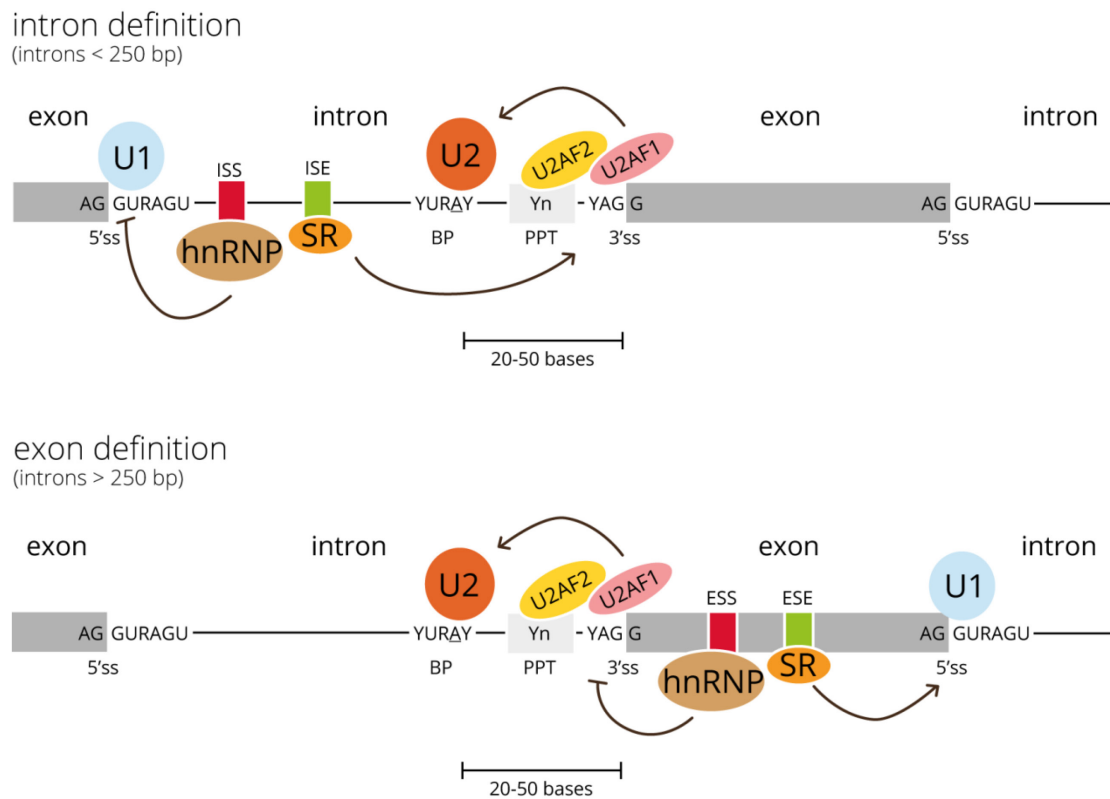 intron definition
(introns < 250 bp)
exon intron exon intron
U1 U2 U2AF2 U2AF1
ISS ISE
AG GURAGU YURAY Yn YAG G AG GURAGU
5'ss hnRNP SR BP PPT 3'ss 5'ss
20-50 bases
exon definition
(introns > 250 bp)
exon intron exon intron
U2 U2AF2 U2AF1 U1
ESS ESE
AG GURAGU YURAY Yn YAG G AG GURAGU
5'ss BP PPT 3'ss hnRNP SR 5'ss
20-50 bases